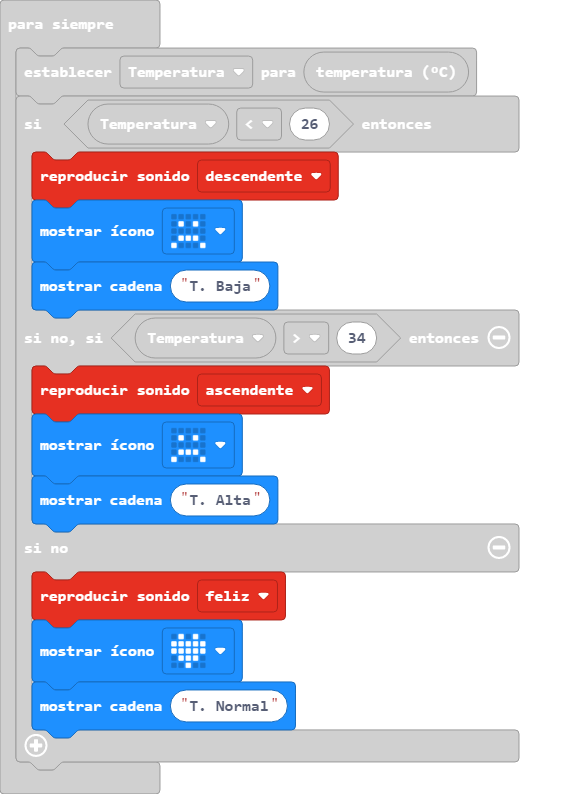 para siempre
establecer Temperatura para temperatura (ºC)
si Temperatura < 26 entonces
reproducir sonido descendente
mostrar ícono
mostrar cadena "T. Baja"
si no, si Temperatura > 34 entonces
reproducir sonido ascendente
mostrar ícono
mostrar cadena "T. Alta"
si no
reproducir sonido feliz
mostrar ícono
mostrar cadena "T. Normal"